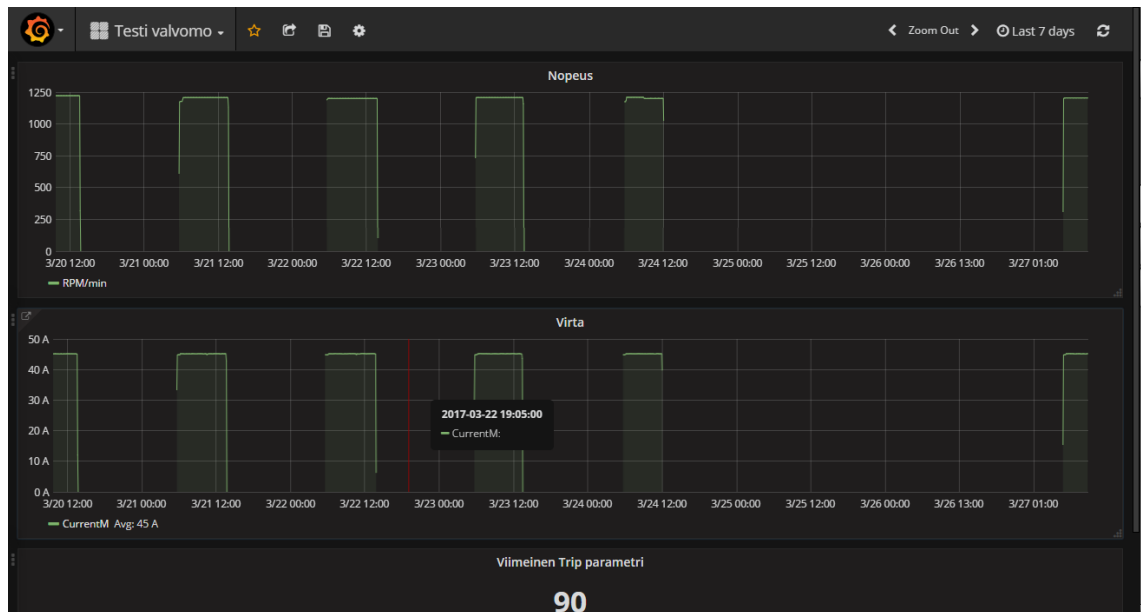 Testi valvomo
Zoom Out Last 7 days
Nopeus
1250
1000
750
500
250
0
3/20 12:00 3/21 00:00 3/21 12:00 3/22 00:00 3/22 12:00 3/23 00:00 3/23 12:00 3/24 00:00 3/24 12:00 3/25 00:00 3/25 12:00 3/26 00:00 3/26 13:00 3/27 01:00
RPM/min
Virta
50 A
40 A
30 A
20 A
10 A
0 A
2017-03-22 19:05:00
CurrentM:
3/20 12:00 3/21 00:00 3/21 12:00 3/22 00:00 3/22 12:00 3/23 00:00 3/23 12:00 3/24 00:00 3/24 12:00 3/25 00:00 3/25 12:00 3/26 00:00 3/26 13:00 3/27 01:00
CurrentM Avg: 45 A
Viimeinen Trip parametri
90